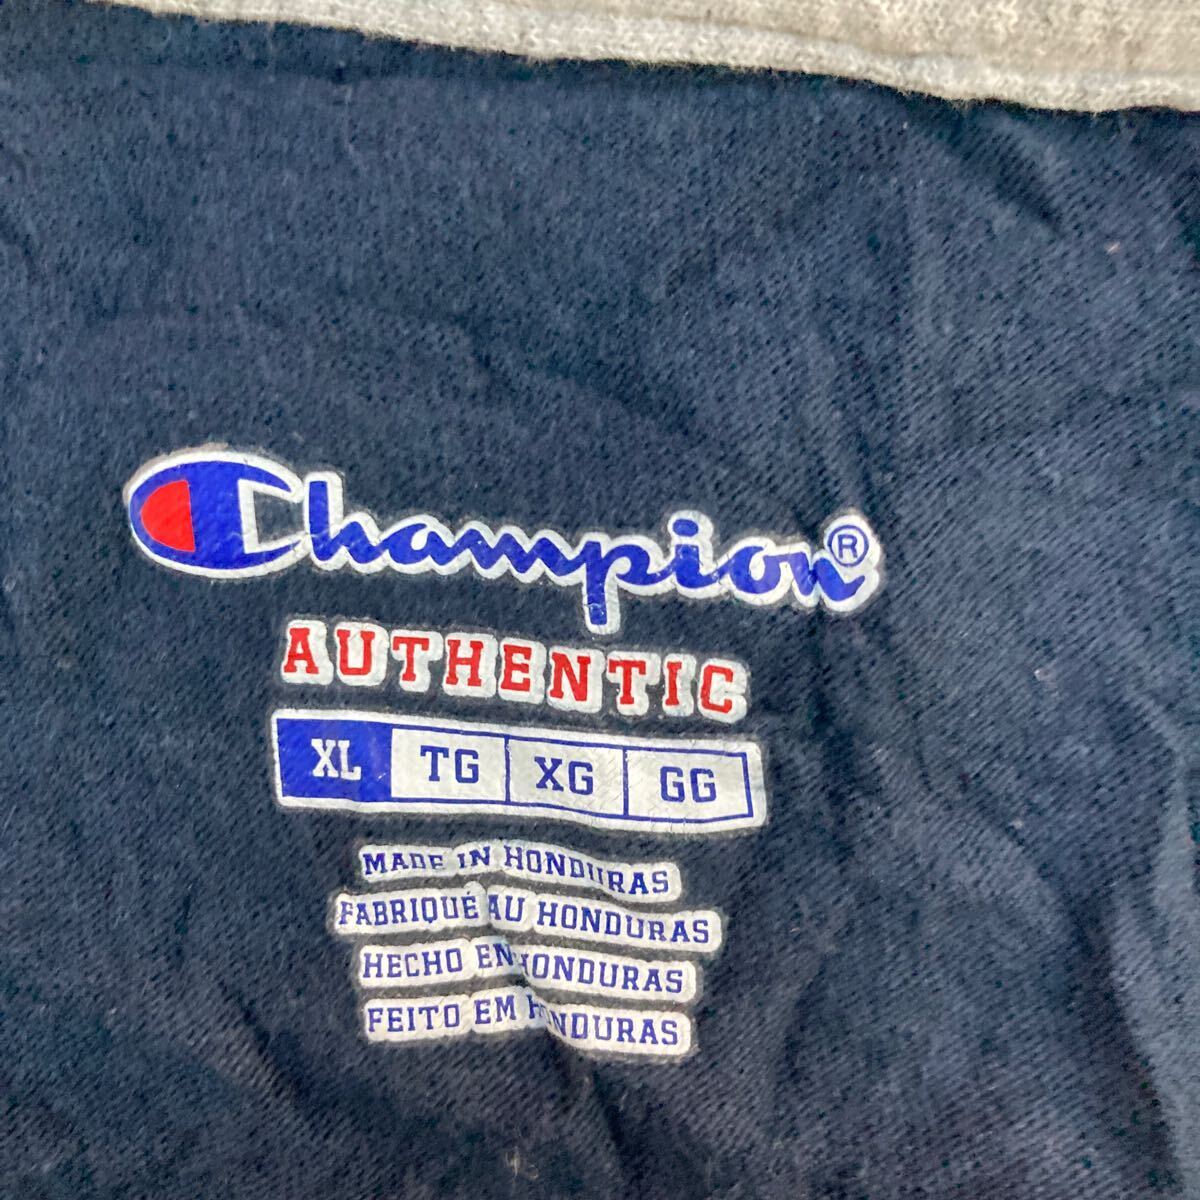 Champion®
AUTHENTIC
XL TG XG GG
MADE IN HONDURAS
FABRIQUÉ AU HONDURAS
HECHO EN HONDURAS
FEITO EM HONDURAS